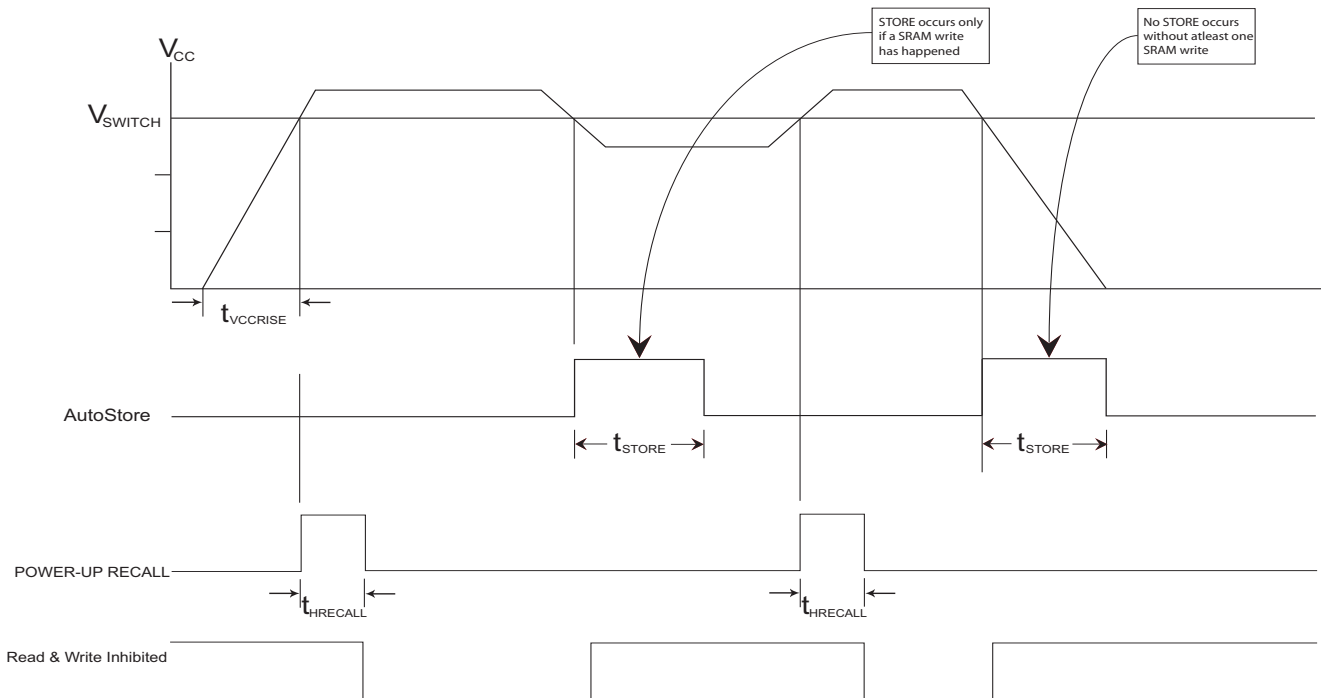 STORE occurs only
if a SRAM write
has happened
No STORE occurs
without atleast one
SRAM write
VCC
VSWITCH
tVCCRISE
AutoStore
tSTORE
tSTORE
POWER-UP RECALL
tHRECALL
tHRECALL
Read & Write Inhibited